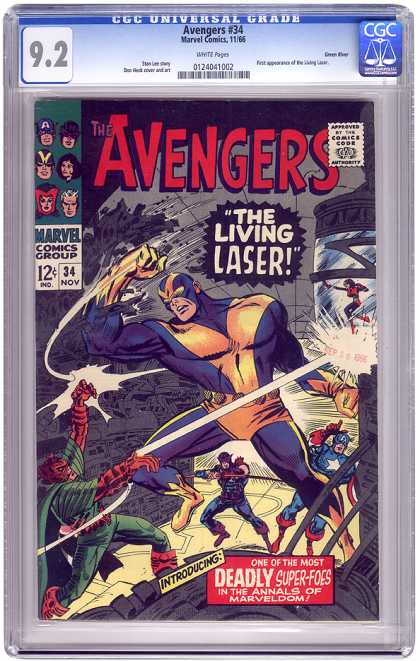 CGC UNIVERSAL GRADE
9.2
Avengers #34
Marvel Comics, 11/66
WHITE Pages
Green River
Stan Lee story
Don Heck cover and art
First appearance of the Living Laser.
0124041002
CGC
THE AVENGERS
APPROVED
BY THE
COMICS
CODE
AUTHORITY
MARVEL
COMICS
GROUP
12¢
IND.
34
NOV
"THE
LIVING
LASER!"
INTRODUCING:
ONE OF THE MOST
DEADLY SUPER-FOES
IN THE ANNALS OF
MARVELDOM!